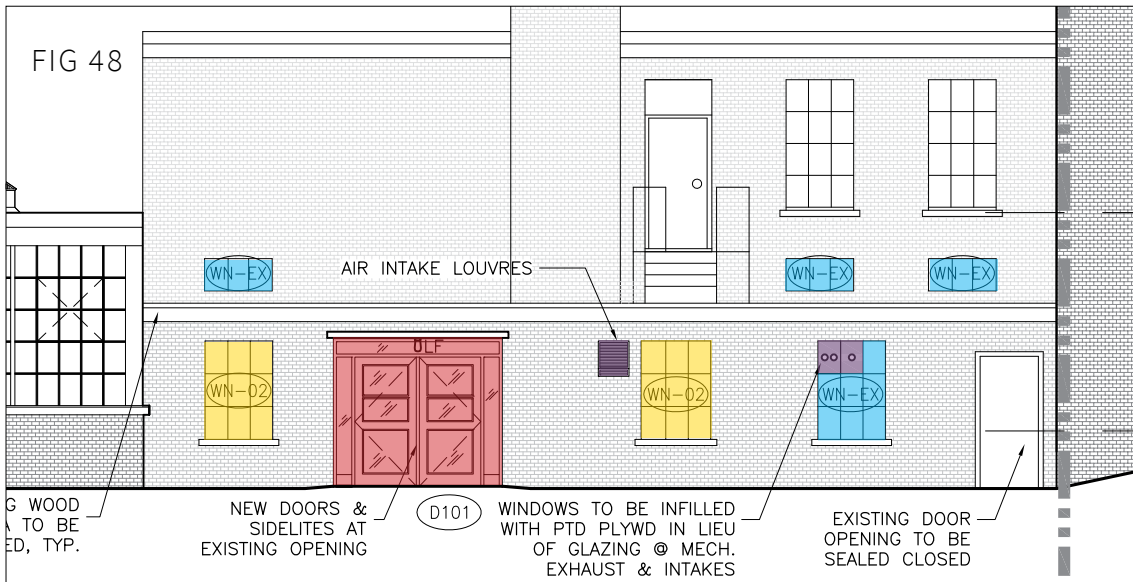 FIG 48
WN-EX
AIR INTAKE LOUVRES
WN-EX
WN-EX
LF
WN-02
WN-02
WN-EX
G WOOD
A TO BE
ED, TYP.
NEW DOORS &
SIDELITES AT
EXISTING OPENING
D101
WINDOWS TO BE INFILLED
WITH PTD PLYWD IN LIEU
OF GLAZING @ MECH.
EXHAUST & INTAKES
EXISTING DOOR
OPENING TO BE
SEALED CLOSED